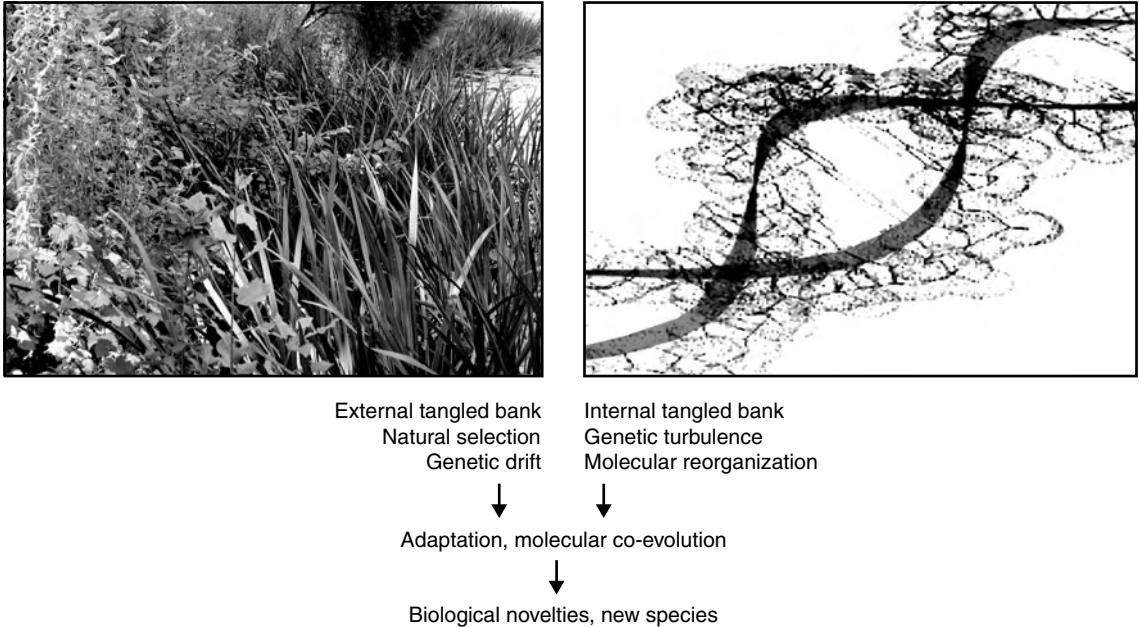 External tangled bank
Natural selection
Genetic drift
Internal tangled bank
Genetic turbulence
Molecular reorganization
Adaptation, molecular co-evolution
Biological novelties, new species